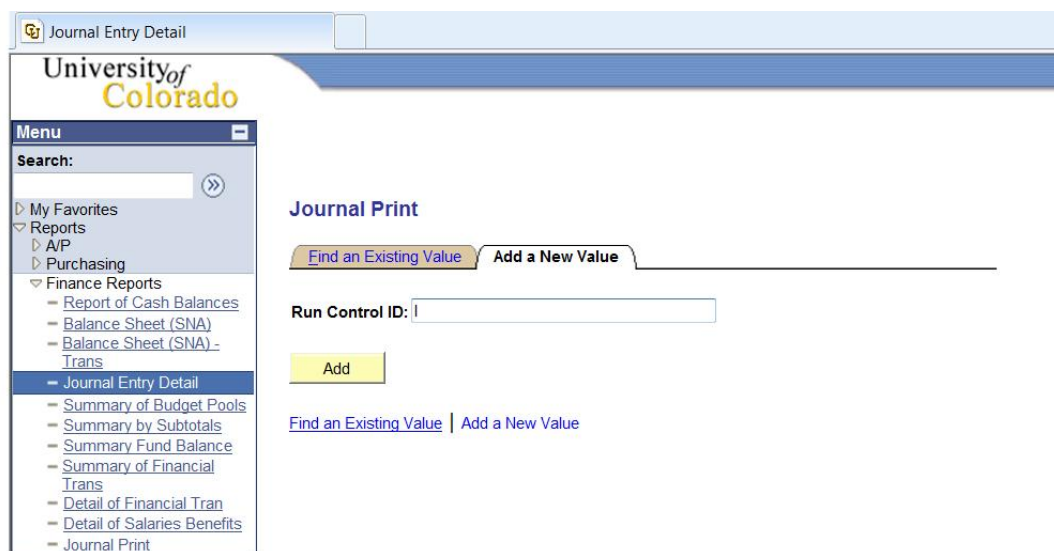 Journal Entry Detail
University of
Colorado
Menu
Search:
My Favorites
Reports
A/P
Purchasing
Finance Reports
Report of Cash Balances
Balance Sheet (SNA)
Balance Sheet (SNA) -
Trans
Journal Entry Detail
Summary of Budget Pools
Summary by Subtotals
Summary Fund Balance
Summary of Financial
Trans
Detail of Financial Tran
Detail of Salaries Benefits
Journal Print
Journal Print
Find an Existing Value Add a New Value
Run Control ID:
Add
Find an Existing Value | Add a New Value